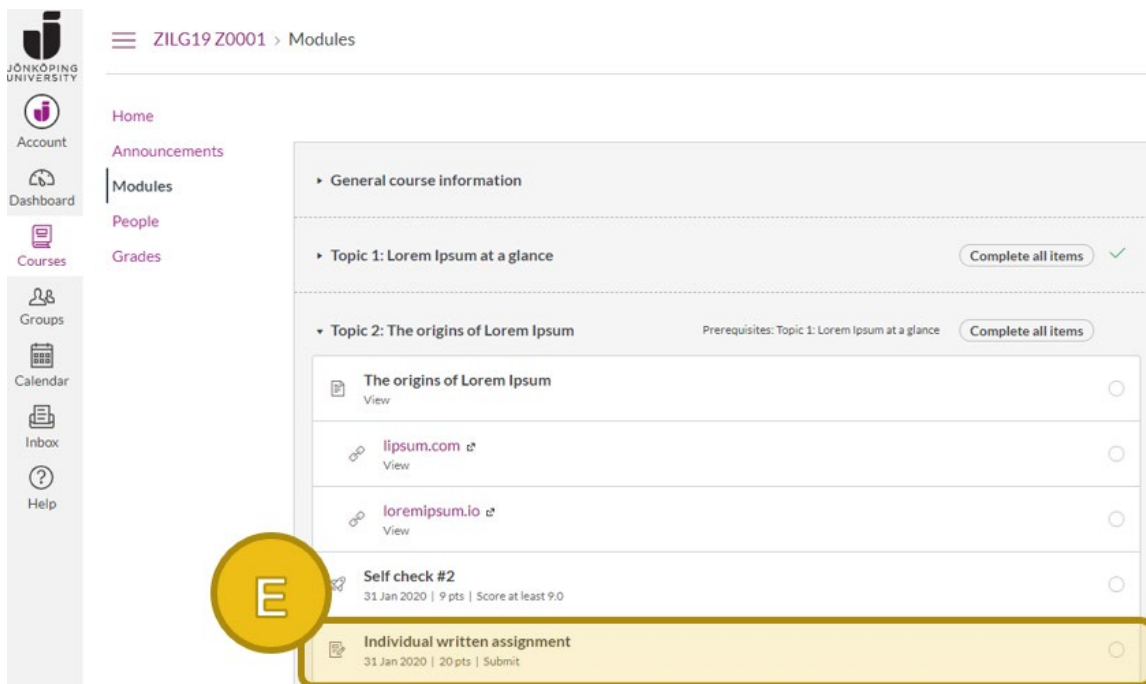 JÖNKÖPING
UNIVERSITY
Account
Dashboard
Courses
Groups
Calendar
Inbox
Help
ZILG19 Z0001 > Modules
Home
Announcements
Modules
People
Grades
General course information
Topic 1: Lorem Ipsum at a glance Complete all items
Topic 2: The origins of Lorem Ipsum Prerequisites: Topic 1: Lorem Ipsum at a glance Complete all items
The origins of Lorem Ipsum
View
lipsum.com
View
loremipsum.io
View
Self check #2
31 Jan 2020 | 9 pts | Score at least 9.0
E
Individual written assignment
31 Jan 2020 | 20 pts | Submit